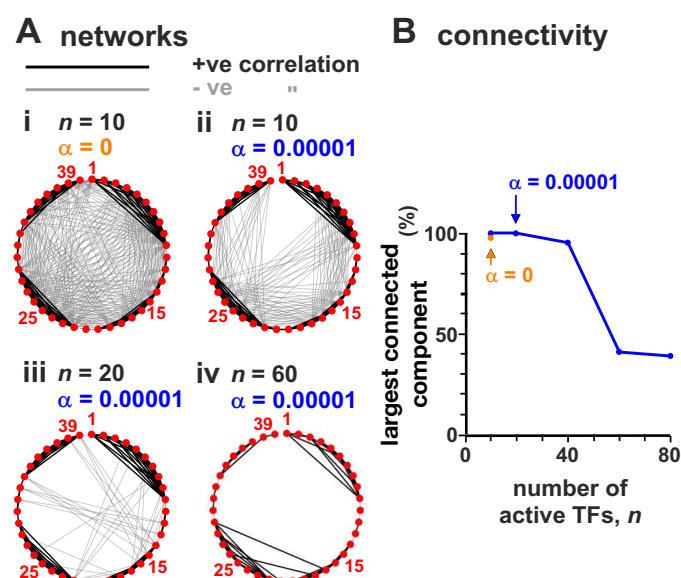 A networks
+ve correlation
- ve "
i n = 10
α = 0
39 1
25 15
ii n = 10
α = 0.00001
1
39
25 15
iii n = 20
α = 0.00001
39 1
25 15
iv n = 60
α = 0.00001
39 1
25 15
B connectivity
α = 0.00001
α = 0
largest connected
component (%)
100
50
0
0 40 80
number of
active TFs, n